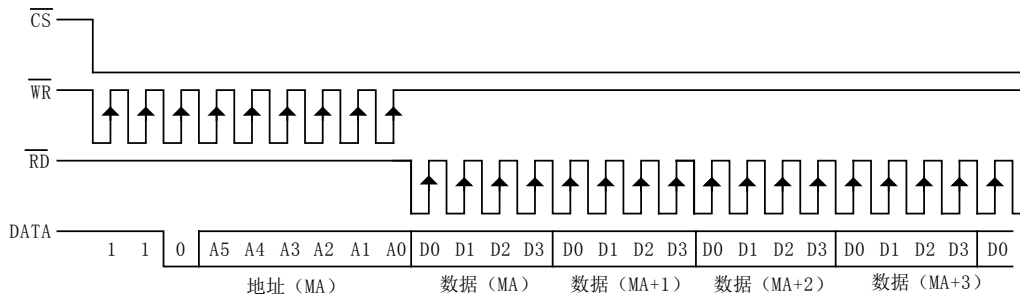 CS
WR
RD
DATA 1 1 0 A5 A4 A3 A2 A1 A0 D0 D1 D2 D3 D0 D1 D2 D3 D0 D1 D2 D3 D0 D1 D2 D3 D0
地址（MA） 数据（MA） 数据（MA+1） 数据（MA+2） 数据（MA+3）